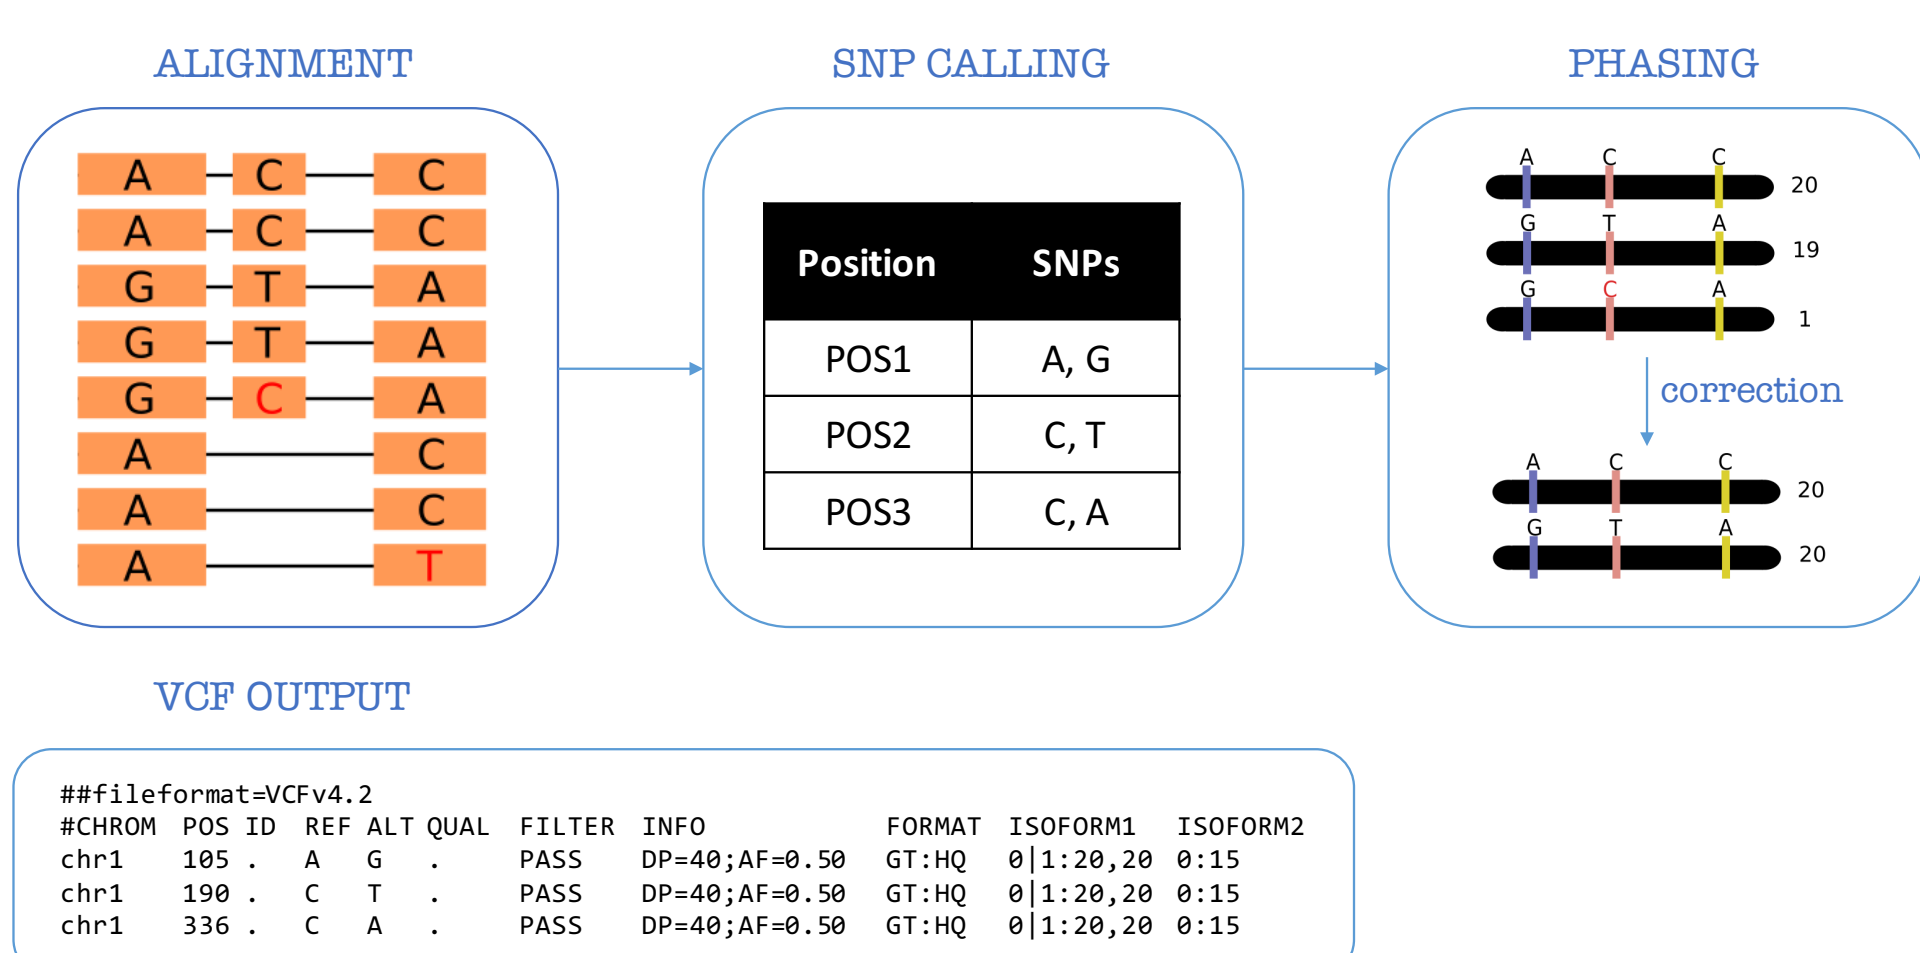 ALIGNMENT
A C C
A C C
G T A
G T A
G C A
A C
A C
A T
SNP CALLING
Position SNPs
POS1 A, G
POS2 C, T
POS3 C, A
PHASING
A C C
20
G T A
19
G C A
1
correction
A C C
20
G T A
20
VCF OUTPUT
##fileformat=VCFv4.2
#CHROM POS ID REF ALT QUAL FILTER INFO FORMAT ISOFORM1 ISOFORM2
chr1 105 . A G . PASS DP=40;AF=0.50 GT:HQ 0|1:20,20 0:15
chr1 190 . C T . PASS DP=40;AF=0.50 GT:HQ 0|1:20,20 0:15
chr1 336 . C A . PASS DP=40;AF=0.50 GT:HQ 0|1:20,20 0:15